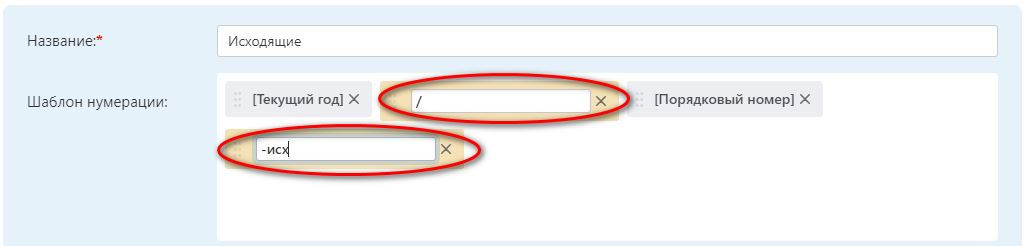 Название:* Исходящие
Шаблон нумерации: [Текущий год] / [Порядковый номер]
-исх